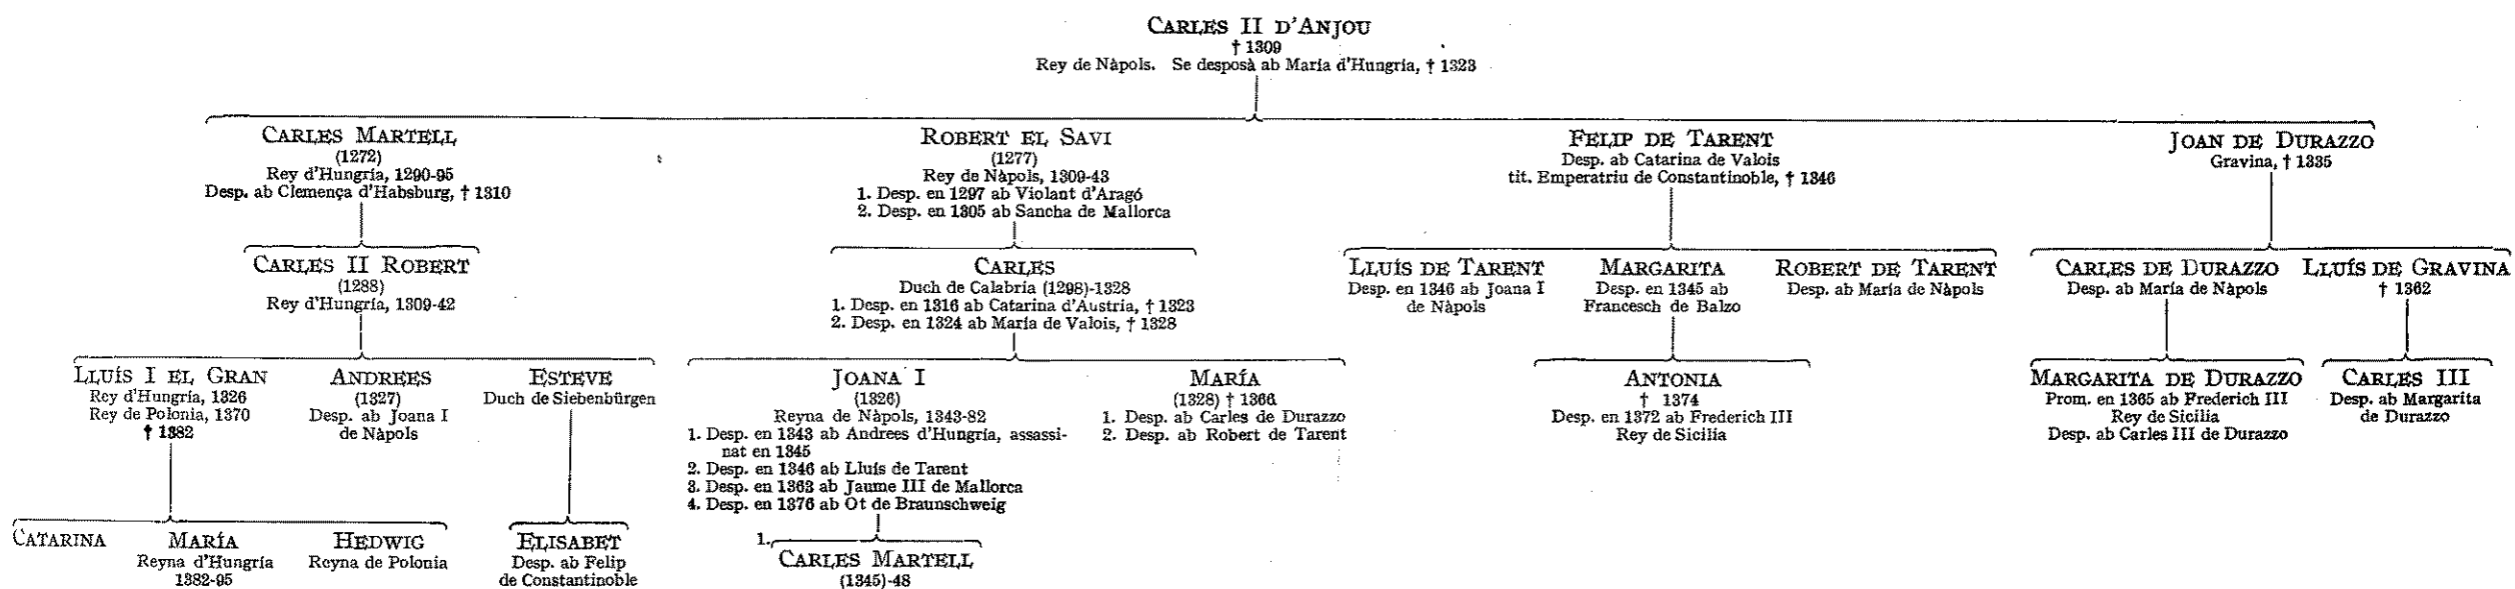 CARLES II D'ANJOU
† 1309
Rey de Nàpols. Se desposà ab María d'Hungría, † 1323
CARLES MARTELL
(1272)
Rey d'Hungría, 1290-95
Desp. ab Clemença d'Habsburg, † 1310
ROBERT EL SAVI
(1277)
Rey de Nàpols, 1309-43
1. Desp. en 1297 ab Violant d'Aragó
2. Desp. en 1305 ab Sancha de Mallorca
FELIP DE TARENT
Desp. ab Catarina de Valois
tit. Emperatriu de Constantinoble, † 1346
JOAN DE DURAZZO
Gravina, † 1335
CARLES II ROBERT
(1288)
Rey d'Hungría, 1309-42
CARLES
Duch de Calabria (1298)-1328
1. Desp. en 1316 ab Catarina d'Austria, † 1323
2. Desp. en 1324 ab María de Valois, † 1328
LLUÍS DE TARENT
Desp. en 1346 ab Joana I
de Nàpols
MARGARITA
Desp. en 1345 ab
Francesch de Balzo
ROBERT DE TARENT
Desp. ab María de Nàpols
CARLES DE DURAZZO
Desp. ab María de Nàpols
LLUÍS DE GRAVINA
† 1362
LLUÍS I EL GRAN
Rey d'Hungría, 1326
Rey de Polonia, 1370
† 1382
ANDREES
(1327)
Desp. ab Joana I
de Nàpols
ESTEVE
Duch de Siebenbürgen
JOANA I
(1326)
Reyna de Nàpols, 1343-82
1. Desp. en 1343 ab Andrees d'Hungría, assassi-
nat en 1345
2. Desp. en 1346 ab Lluís de Tarent
3. Desp. en 1363 ab Jaume III de Mallorca
4. Desp. en 1376 ab Ot de Braunschweig
MARÍA
(1328) † 1366
1. Desp. ab Carles de Durazzo
2. Desp. ab Robert de Tarent
ANTONIA
† 1374
Desp. en 1372 ab Frederich III
Rey de Sicilia
MARGARITA DE DURAZZO
Prom. en 1365 ab Frederich III
Rey de Sicilia
Desp. ab Carles III de Durazzo
CARLES III
Desp. ab Margarita
de Durazzo
CATARINA
MARÍA
Reyna d'Hungría
1382-95
HEDWIG
Reyna de Polonia
ELISABET
Desp. ab Felip
de Constantinoble
1.
CARLES MARTELL
(1345)-48